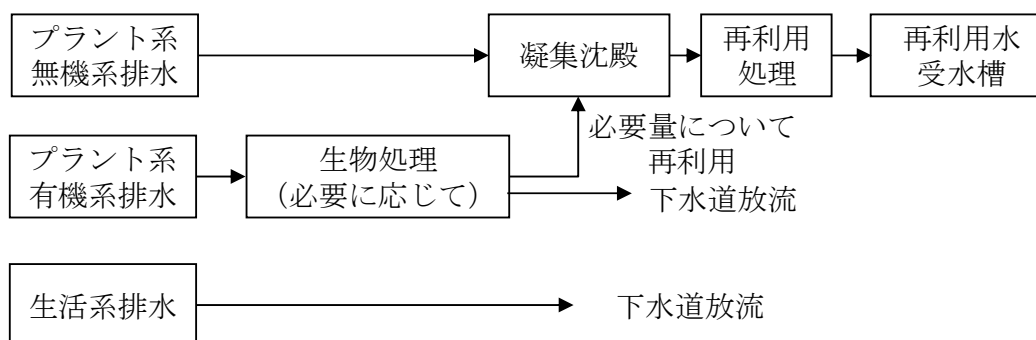 プラント系
無機系排水
凝集沈殿
再利用
処理
再利用水
受水槽
必要量について
再利用
プラント系
有機系排水
生物処理
（必要に応じて）
下水道放流
生活系排水
下水道放流